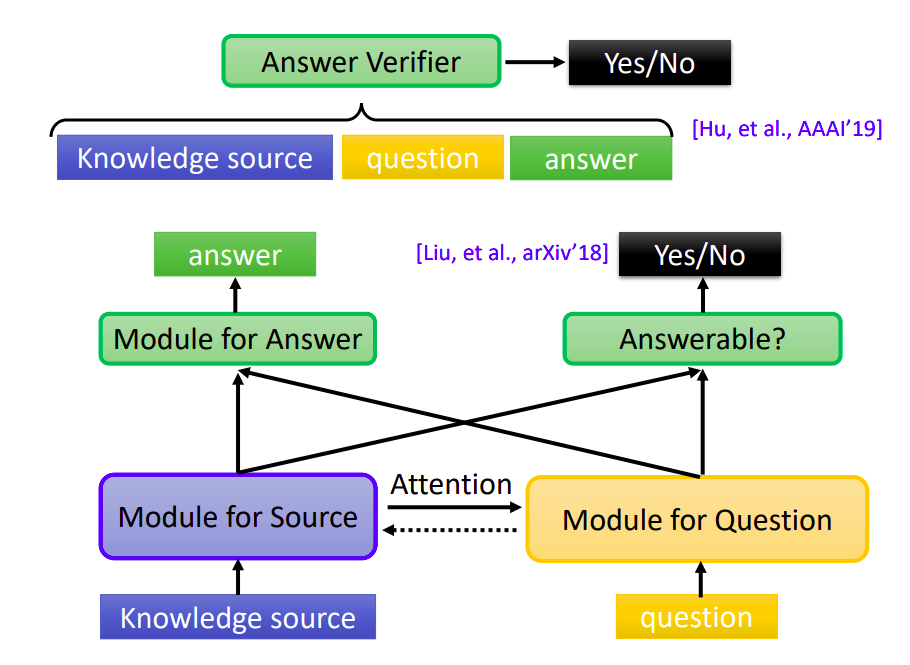 Answer Verifier
Yes/No
[Hu, et al., AAAI’19]
Knowledge source
question
answer
answer
[Liu, et al., arXiv’18]
Yes/No
Module for Answer
Answerable?
Attention
Module for Source
Module for Question
Knowledge source
question